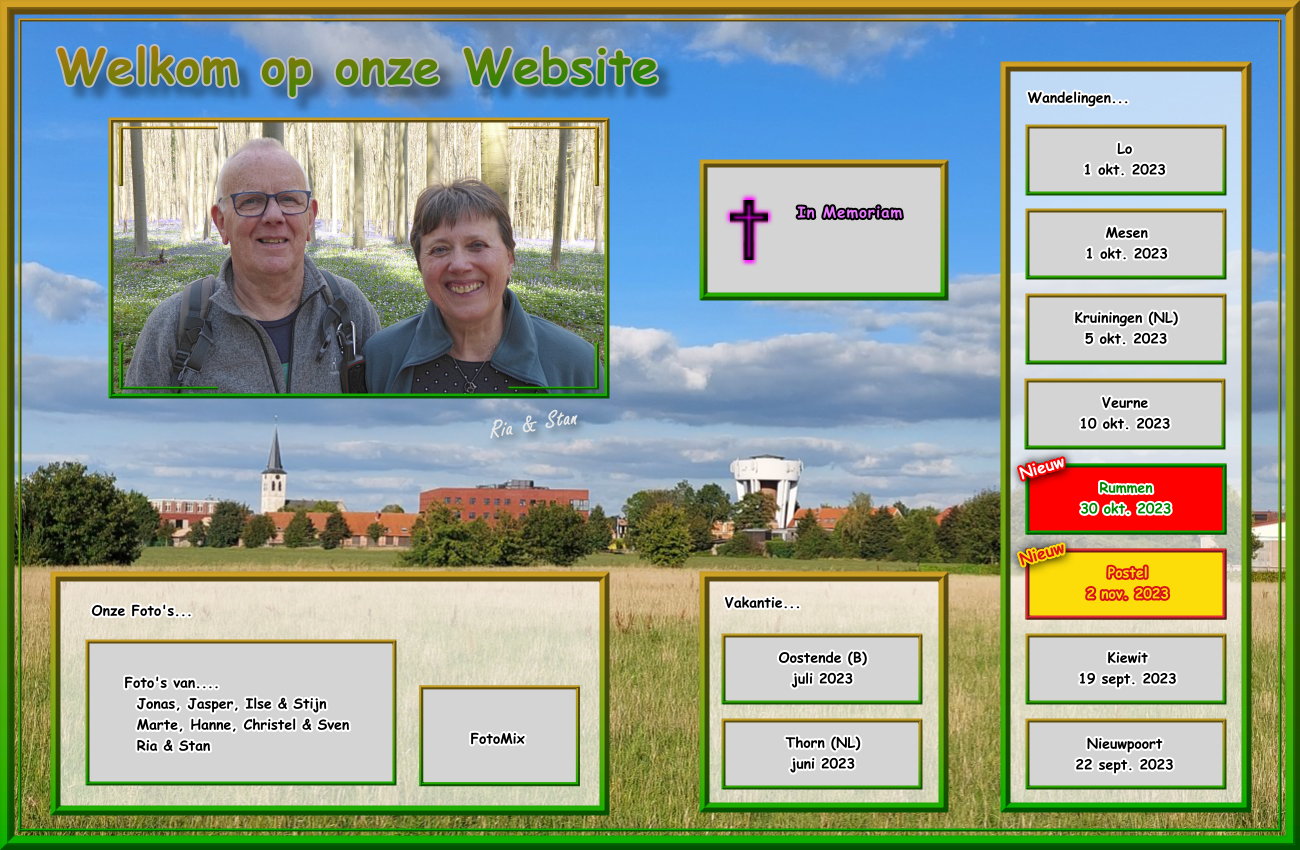 Welkom op onze Website
Ria & Stan
In Memoriam
Onze Foto's...
Foto's van....
Jonas, Jasper, Ilse & Stijn
Marte, Hanne, Christel & Sven
Ria & Stan
FotoMix
Vakantie...
Oostende (B)
juli 2023
Thorn (NL)
juni 2023
Wandelingen...
Lo
1 okt. 2023
Mesen
1 okt. 2023
Kruiningen (NL)
5 okt. 2023
Veurne
10 okt. 2023
Nieuw
Rummen
30 okt. 2023
Nieuw
Postel
2 nov. 2023
Kiewit
19 sept. 2023
Nieuwpoort
22 sept. 2023